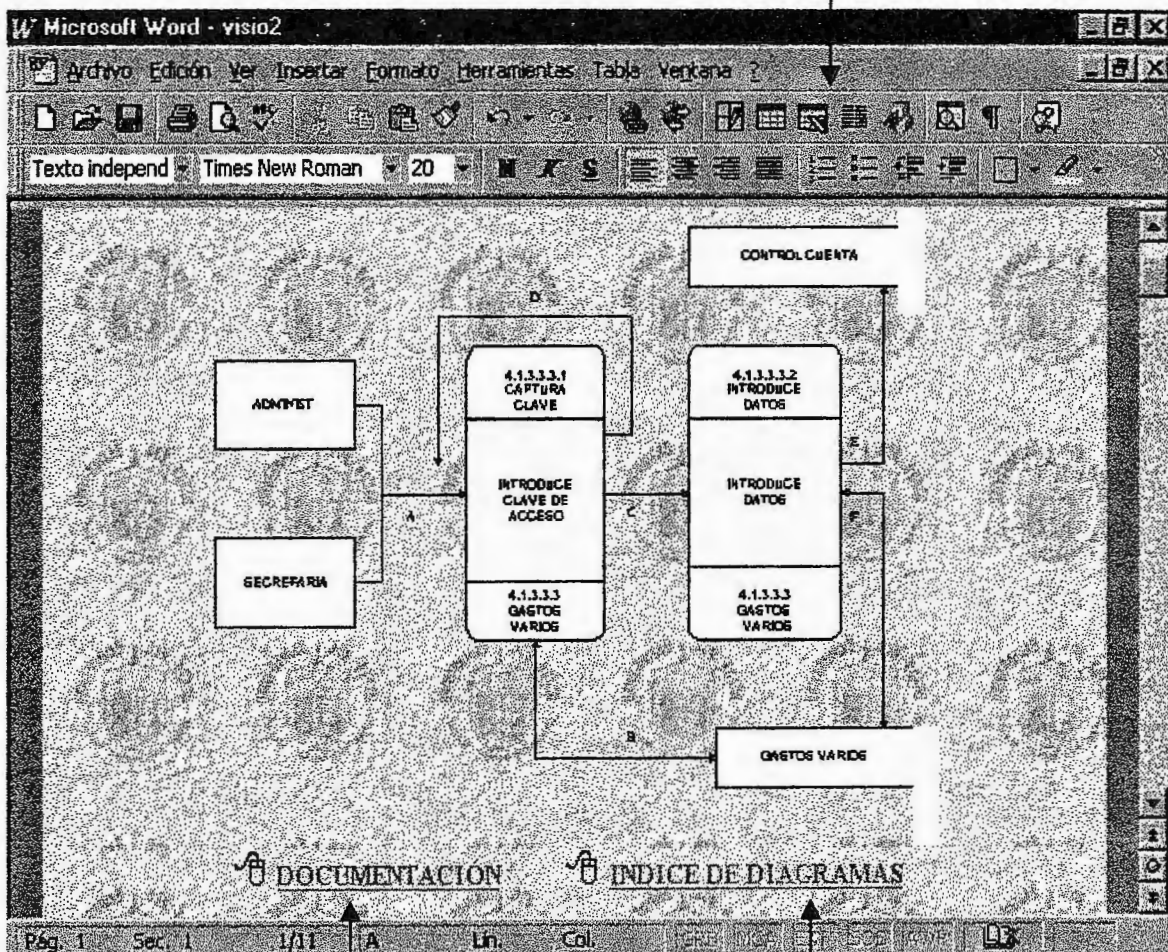 Microsoft Word - visio2
Archivo Edición Ver Insertar Formato Herramientas Tabla Ventana ?
Texto independ Times New Roman 20 N K S
CONTROL CUENTA
D
4.1.3.3.3.1
CAPTURA
CLAVE
4.1.3.3.3.2
INTRODUCE
DATOS
ADMINIST
E
INTRODUCE
CLAVE DE
ACCESO
INTRODUCE
DATOS
A
C
F
SECRETARIA
4.1.3.3.3
GASTOS
VARIOS
4.1.3.3.3
GASTOS
VARIOS
B
GASTOS VARIOS
DOCUMENTACIÓN INDICE DE DIAGRAMAS
Pág. 1 Sec. 1 1/11 A Lin. Col.